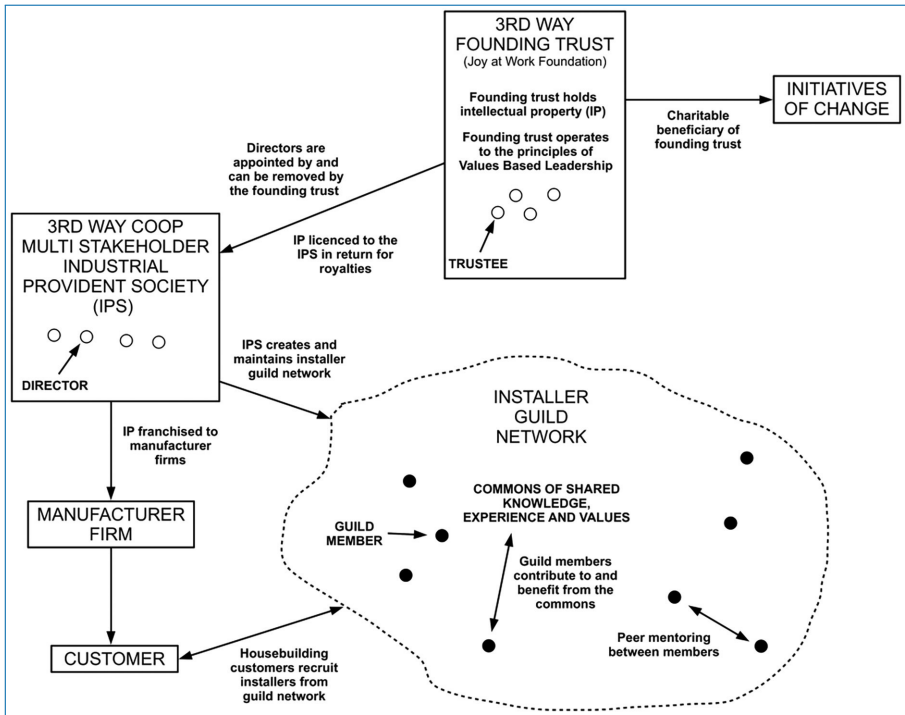 3RD WAY
FOUNDING TRUST
(Joy at Work Foundation)
Founding trust holds
intellectual property (IP)
Founding trust operates
to the principles of
Values Based Leadership
TRUSTEE
INITIATIVES
OF CHANGE
Charitable
beneficiary of
founding trust
Directors are
appointed by and
can be removed by
the founding trust
IP licenced to the
IPS in return for
royalties
3RD WAY COOP
MULTI STAKEHOLDER
INDUSTRIAL
PROVIDENT SOCIETY
(IPS)
DIRECTOR
IPS creates and
maintains installer
guild network
IP franchised to
manufacturer
firms
MANUFACTURER
FIRM
CUSTOMER
Housebuilding
customers recruit
installers from
guild network
INSTALLER
GUILD
NETWORK
COMMONS OF SHARED
KNOWLEDGE,
EXPERIENCE AND VALUES
GUILD
MEMBER
Guild members
contribute to and
benefit from the
commons
Peer mentoring
between members